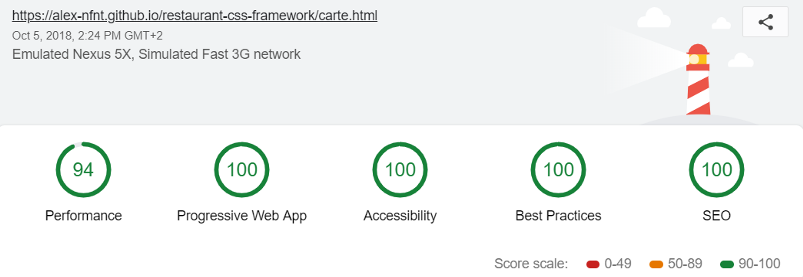 https://alex-nfnt.github.io/restaurant-css-framework/carte.html
Oct 5, 2018, 2:24 PM GMT+2
Emulated Nexus 5X, Simulated Fast 3G network
94 100 100 100 100
Performance Progressive Web App Accessibility Best Practices SEO
Score scale: 0-49 50-89 90-100